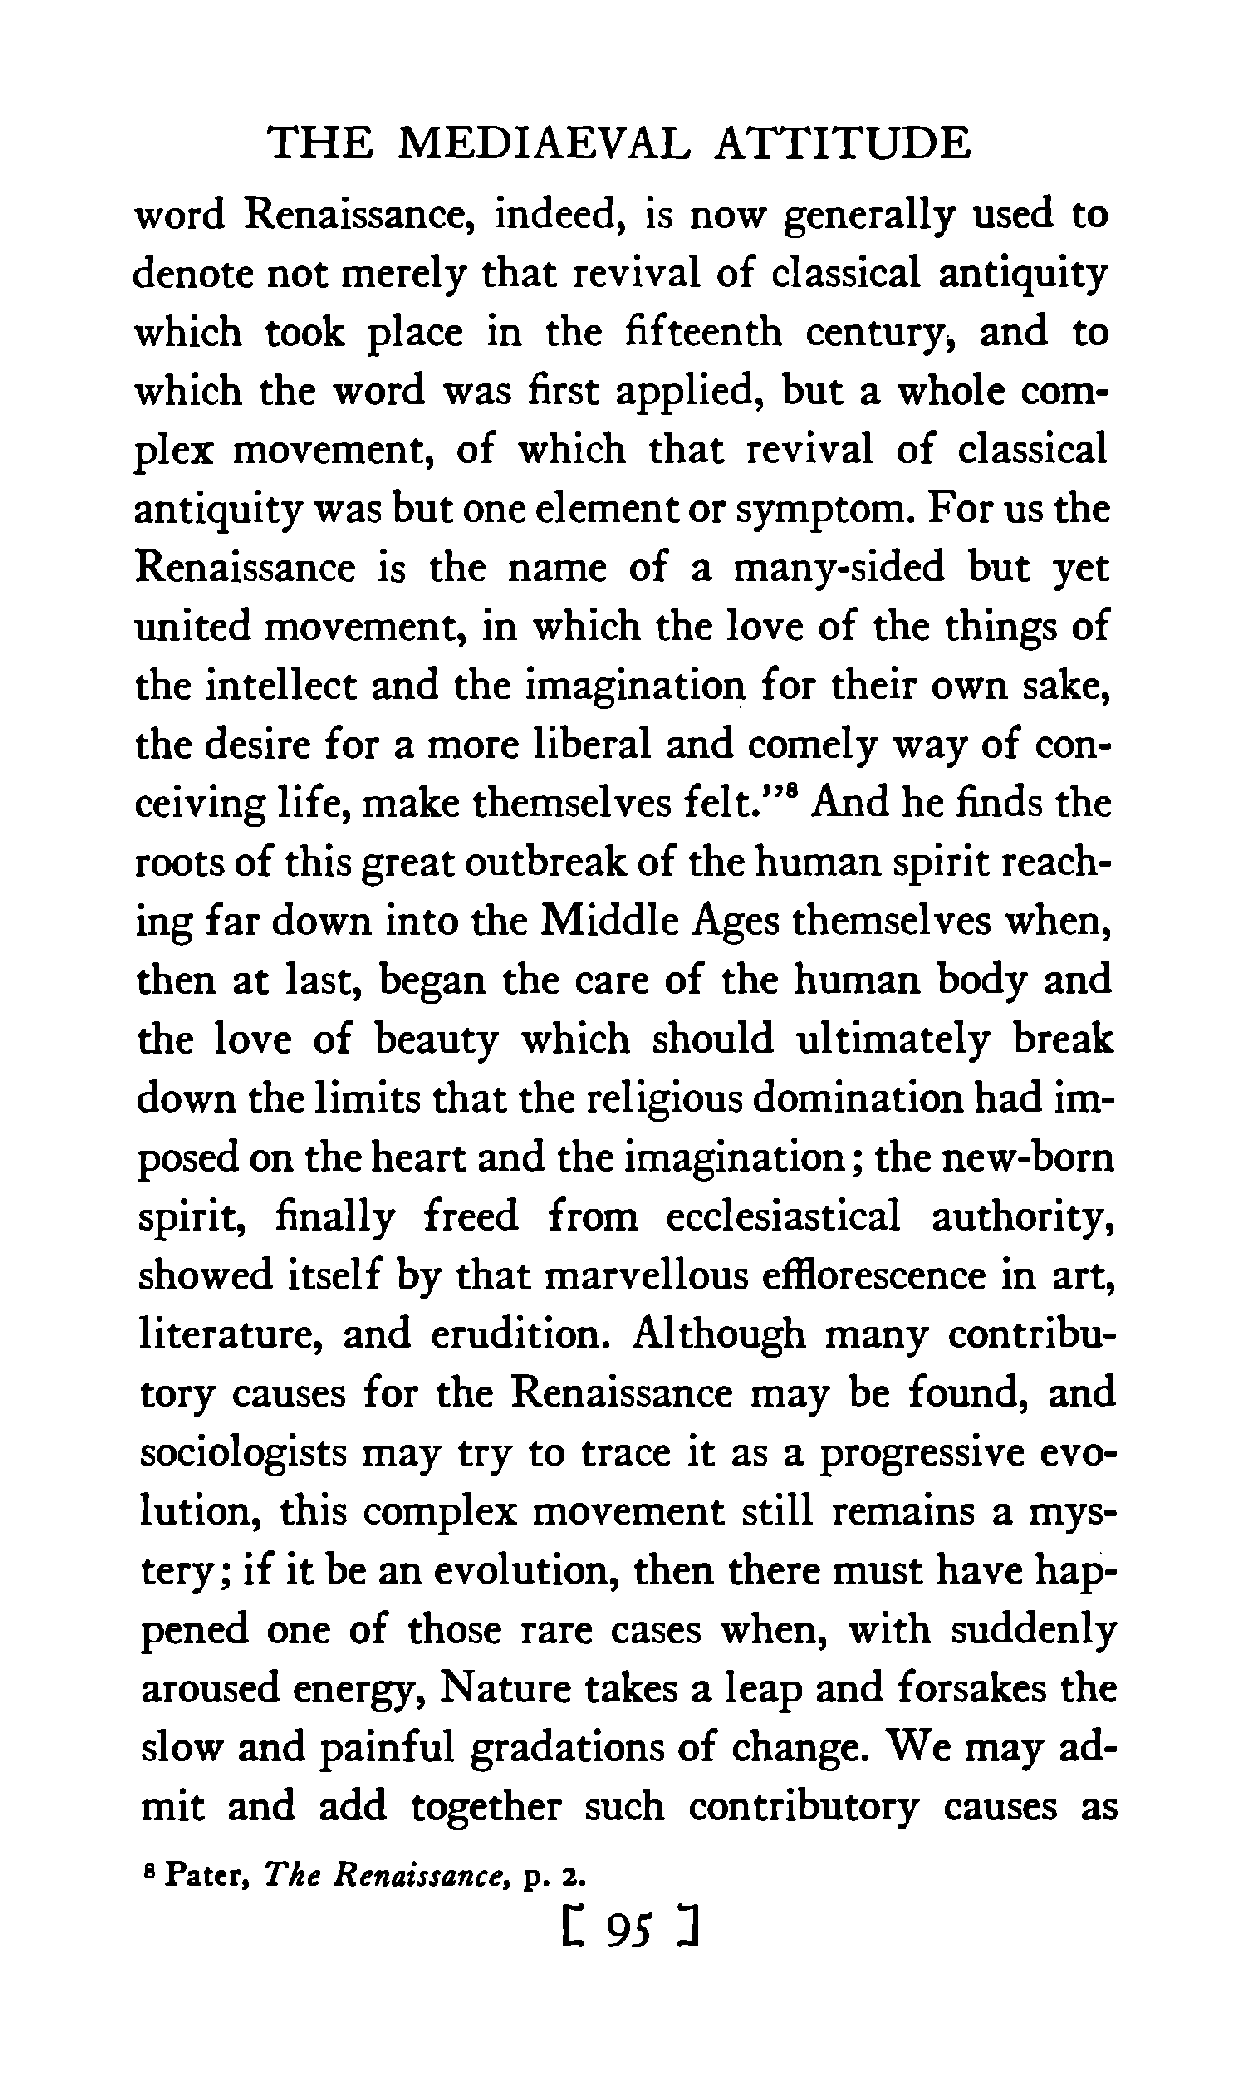 THE MEDIAEVAL ATTITUDE
word Renaissance, indeed, is now generally used to
denote not merely that revival of classical antiquity
which took place in the fifteenth century, and to
which the word was first applied, but a whole com-
plex movement, of which that revival of classical
antiquity was but one element or symptom. For us the
Renaissance is the name of a many-sided but yet
united movement, in which the love of the things of
the intellect and the imagination for their own sake,
the desire for a more liberal and comely way of con-
ceiving life, make themselves felt."⁸ And he finds the
roots of this great outbreak of the human spirit reach-
ing far down into the Middle Ages themselves when,
then at last, began the care of the human body and
the love of beauty which should ultimately break
down the limits that the religious domination had im-
posed on the heart and the imagination; the new-born
spirit, finally freed from ecclesiastical authority,
showed itself by that marvellous efflorescence in art,
literature, and erudition. Although many contribu-
tory causes for the Renaissance may be found, and
sociologists may try to trace it as a progressive evo-
lution, this complex movement still remains a mys-
tery; if it be an evolution, then there must have hap-
pened one of those rare cases when, with suddenly
aroused energy, Nature takes a leap and forsakes the
slow and painful gradations of change. We may ad-
mit and add together such contributory causes as
⁸ Pater, The Renaissance, p. 2.
[ 95 ]